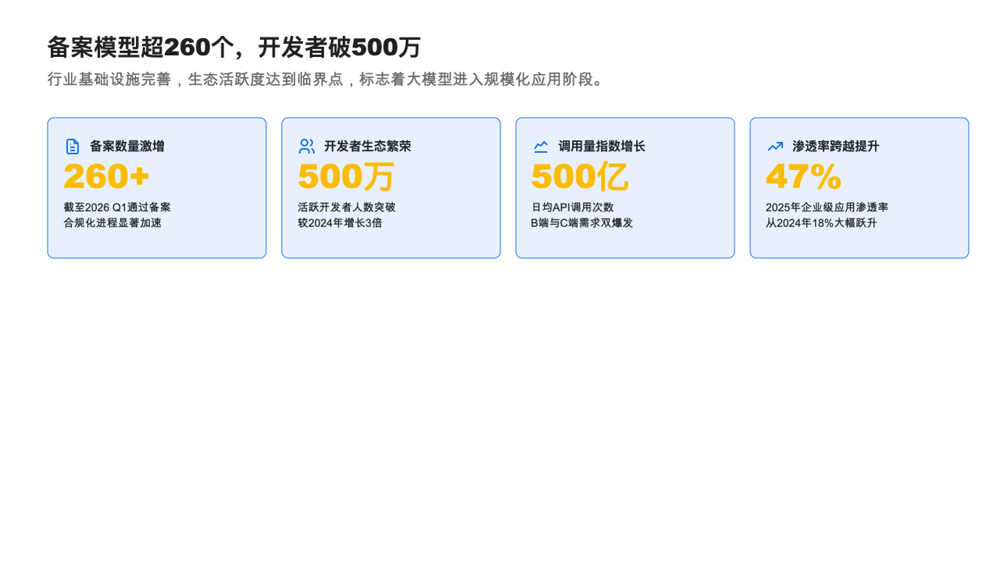 备案模型超260个，开发者破500万
行业基础设施完善，生态活跃度达到临界点，标志着大模型进入规模化应用阶段。
备案数量激增
260+
截至2026 Q1通过备案
合规化进程显著加速
开发者生态繁荣
500万
活跃开发者人数突破
较2024年增长3倍
调用量指数增长
500亿
日均API调用次数
B端与C端需求双爆发
渗透率跨越提升
47%
2025年企业级应用渗透率
从2024年18%大幅跃升